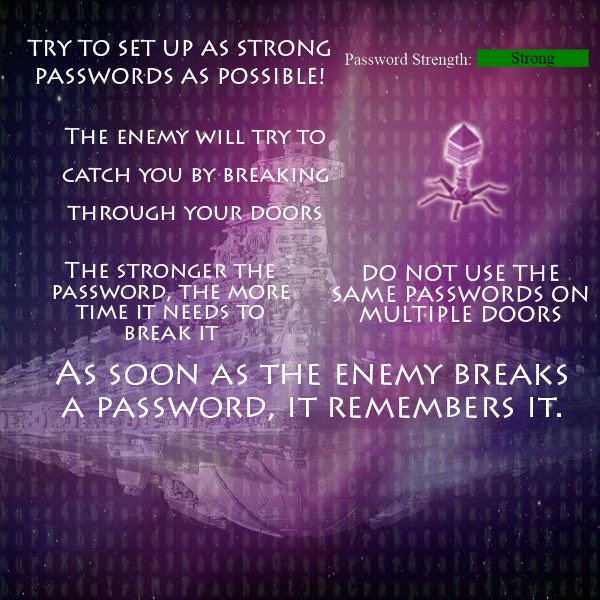 TRY TO SET UP AS STRONG
PASSWORDS AS POSSIBLE!
Password Strength: Strong
THE ENEMY WILL TRY TO
CATCH YOU BY BREAKING
THROUGH YOUR DOORS
THE STRONGER THE
PASSWORD, THE MORE
TIME IT NEEDS TO
BREAK IT
DO NOT USE THE
SAME PASSWORDS ON
MULTIPLE DOORS
AS SOON AS THE ENEMY BREAKS
A PASSWORD, IT REMEMBERS IT.